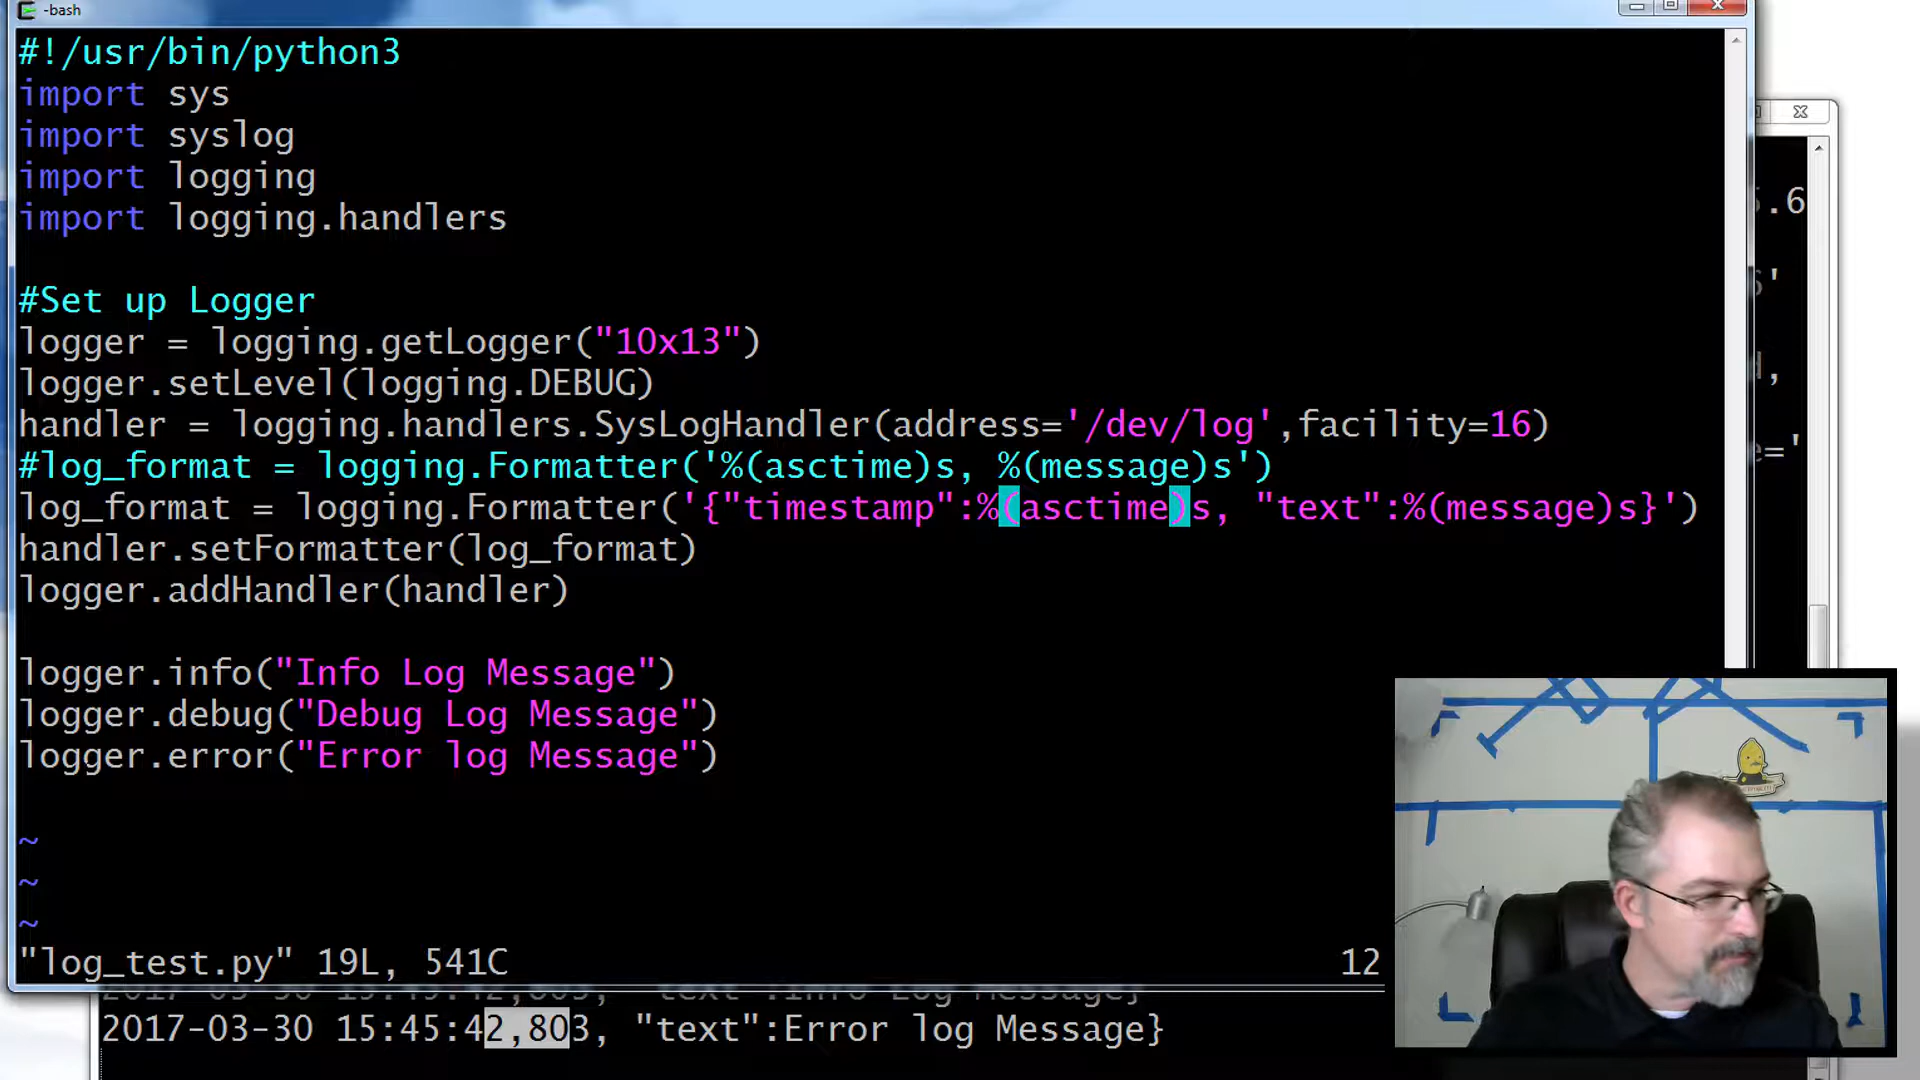 -bash
#!/usr/bin/python3
import sys
import syslog
import logging
import logging.handlers
#Set up Logger
logger = logging.getLogger("10x13")
logger.setLevel(logging.DEBUG)
handler = logging.handlers.SysLogHandler(address='/dev/log',facility=16)
#log_format = logging.Formatter('%(asctime)s, %(message)s')
log_format = logging.Formatter('{"timestamp":%(asctime)s, "text":%(message)s}')
handler.setFormatter(log_format)
logger.addHandler(handler)
logger.info("Info Log Message")
logger.debug("Debug Log Message")
logger.error("Error log Message")
~
~
~
"log_test.py" 19L, 541C 12
2017-03-30 15:45:42,803, "text":Error log Message}
.6
'
,
='